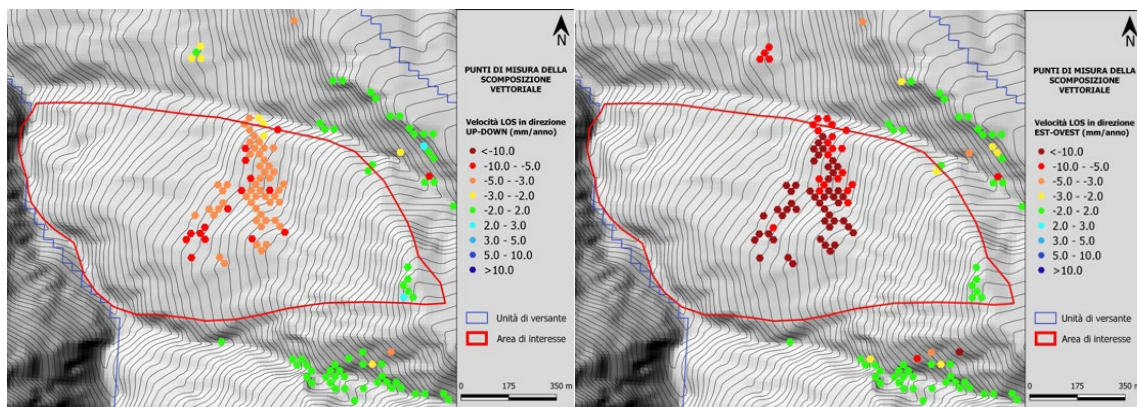 N
PUNTI DI MISURA DELLA
SCOMPOSIZIONE
VETTORIALE
Velocità LOS in direzione
UP-DOWN (mm/anno)
<-10.0
-10.0 - -5.0
-5.0 - -3.0
-3.0 - -2.0
-2.0 - 2.0
2.0 - 3.0
3.0 - 5.0
5.0 - 10.0
>10.0
Unità di versante
Area di interesse
0 175 350 m
N
PUNTI DI MISURA DELLA
SCOMPOSIZIONE
VETTORIALE
Velocità LOS in direzione
EST-OVEST (mm/anno)
<-10.0
-10.0 - -5.0
-5.0 - -3.0
-3.0 - -2.0
-2.0 - 2.0
2.0 - 3.0
3.0 - 5.0
5.0 - 10.0
>10.0
Unità di versante
Area di interesse
0 175 350 m